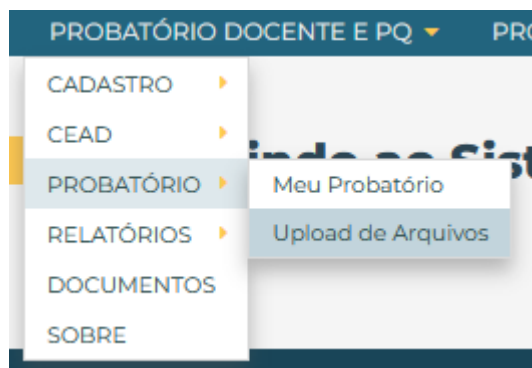 PROBATÓRIO DOCENTE E PQ
CADASTRO
CEAD
PROBATÓRIO
Meu Probatório
RELATÓRIOS
Upload de Arquivos
DOCUMENTOS
SOBRE